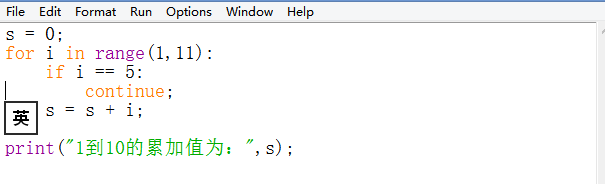 File Edit Format Run Options Window Help
s = 0;
for i in range(1,11):
    if i == 5:
        continue;
    s = s + i;
英
print("1到10的累加值为：",s);